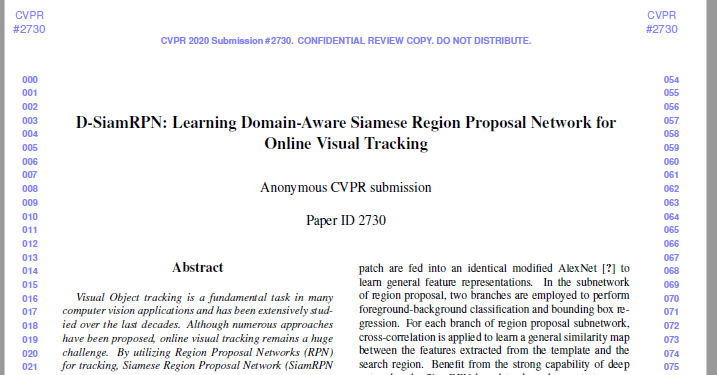 CVPR
#2730
CVPR
#2730
CVPR 2020 Submission #2730. CONFIDENTIAL REVIEW COPY. DO NOT DISTRIBUTE.
D-SiamRPN: Learning Domain-Aware Siamese Region Proposal Network for
Online Visual Tracking
Anonymous CVPR submission
Paper ID 2730
000
001
002
003
004
005
006
007
008
009
010
011
012
013
014
015
016
017
018
019
020
021
Abstract
Visual Object tracking is a fundamental task in many
computer vision applications and has been extensively stud-
ied over the last decades. Although numerous approaches
have been proposed, online visual tracking remains a huge
challenge. By utilizing Region Proposal Networks (RPN)
for tracking, Siamese Region Proposal Network (SiamRPN
patch are fed into an identical modified AlexNet [?] to
learn general feature representations. In the subnetwork
of region proposal, two branches are employed to perform
foreground-background classification and bounding box re-
gression. For each branch of region proposal subnetwork,
cross-correlation is applied to learn a general similarity map
between the features extracted from the template and the
search region. Benefit from the strong capability of deep
054
055
056
057
058
059
060
061
062
063
064
065
066
067
068
069
070
071
072
073
074
075